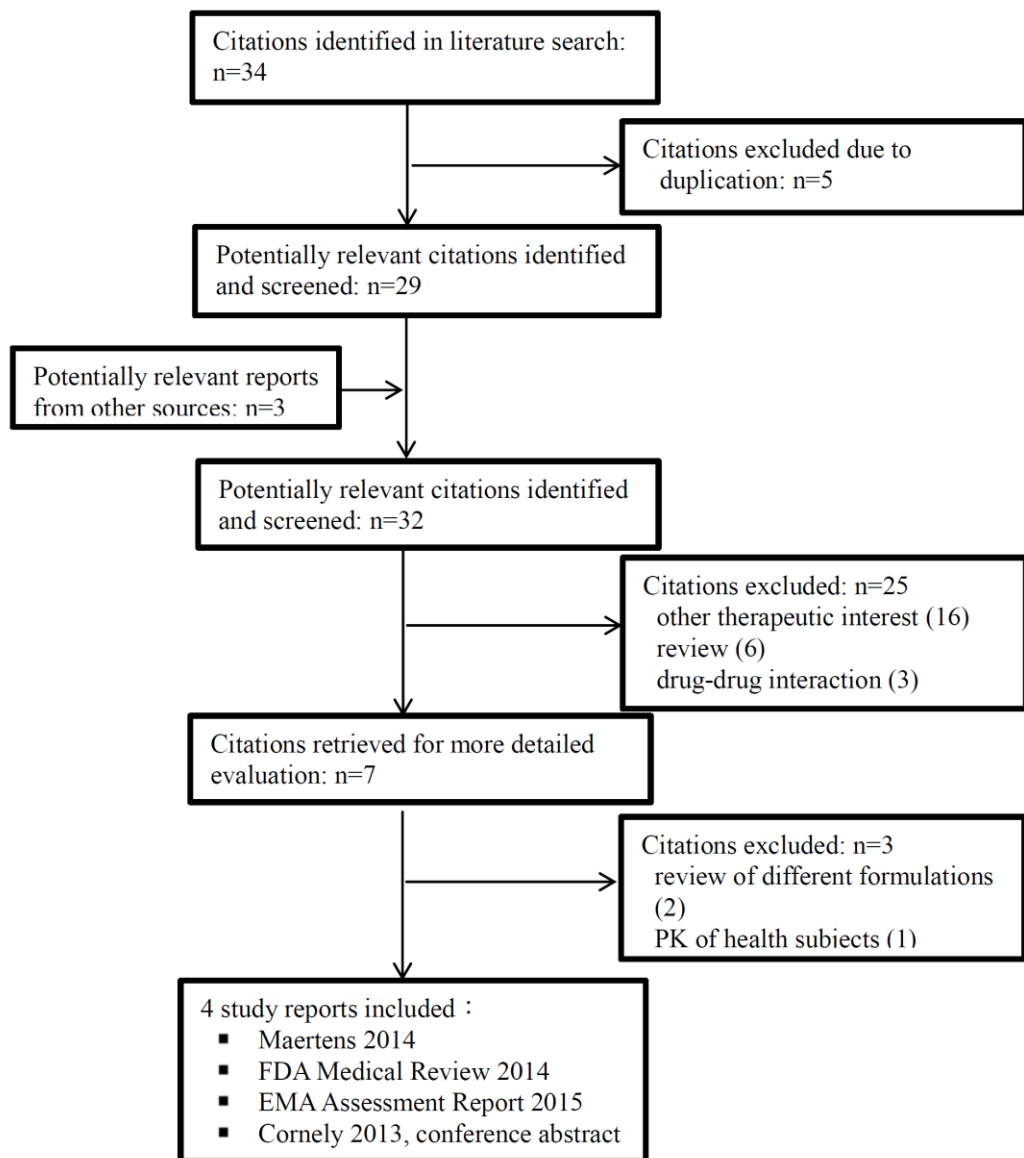 Citations identified in literature search:
n=34
Citations excluded due to
duplication: n=5
Potentially relevant citations identified
and screened: n=29
Potentially relevant reports
from other sources: n=3
Potentially relevant citations identified
and screened: n=32
Citations excluded: n=25
other therapeutic interest (16)
review (6)
drug-drug interaction (3)
Citations retrieved for more detailed
evaluation: n=7
Citations excluded: n=3
review of different formulations
(2)
PK of health subjects (1)
4 study reports included：
▪ Maertens 2014
▪ FDA Medical Review 2014
▪ EMA Assessment Report 2015
▪ Cornely 2013, conference abstract